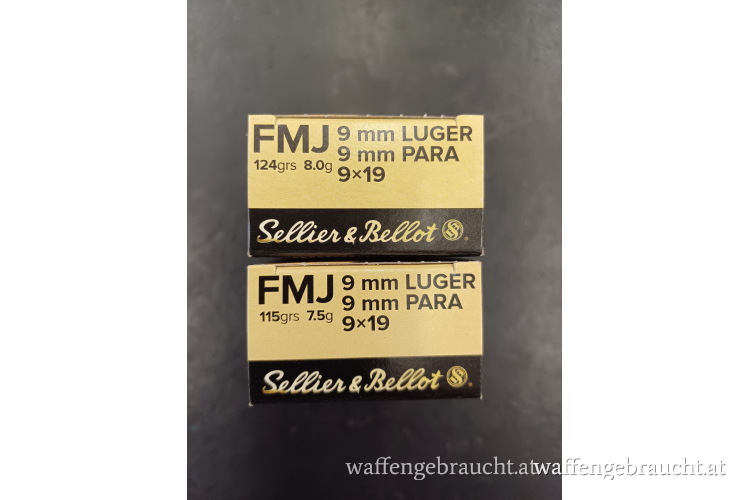 FMJ 9 mm LUGER
9 mm PARA
124grs 8.0g
9×19
Sellier & Bellot
FMJ 9 mm LUGER
9 mm PARA
115grs 7.5g
9×19
Sellier & Bellot
waffengebraucht.at
waffengebraucht.at